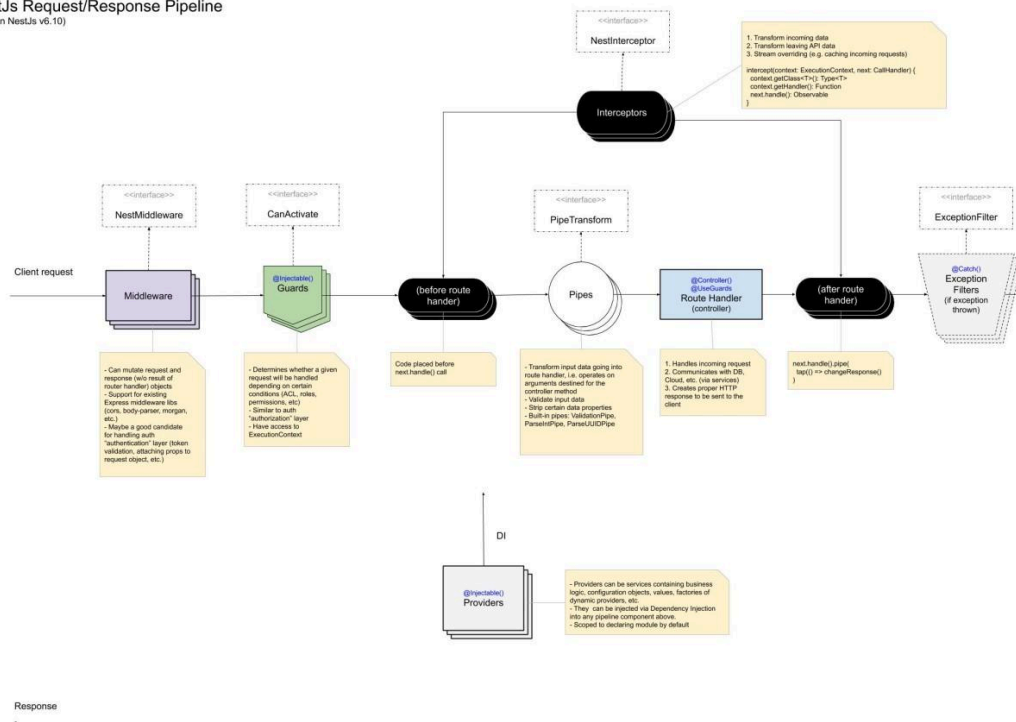 tJs Request/Response Pipeline
n NestJs v6.10)
<<interface>>
NestInterceptor
1. Transform incoming data
2. Transform leaving API data
3. Stream overriding (e.g. caching incoming requests)
intercept(context: ExecutionContext, next: CallHandler) {
context.getClass<T>(): Type<T>
context.getHandler(): Function
next.handle(): Observable
}
Interceptors
<<interface>>
NestMiddleware
<<interface>>
CanActivate
<<interface>>
PipeTransform
<<interface>>
ExceptionFilter
Client request
Middleware
@Injectable()
Guards
(before route
hander)
Pipes
@Controller()
@UseGuards
Route Handler
(controller)
(after route
hander)
@Catch()
Exception
Filters
(if exception
thrown)
- Can mutate request and
response (w/o result of
router handler) objects
- Support for existing
Express middleware libs
(cors, body-parser, morgan,
etc.)
- Maybe a good candidate
for handling auth
"authentication" layer (token
validation, attaching props to
request object, etc.)
- Determines whether a given
request will be handled
depending on certain
conditions (ACL, roles,
permissions, etc)
- Similar to auth
"authorization" layer
- Have access to
ExecutionContext
Code placed before
next.handle() call
- Transform input data going into
route handler, i.e. operates on
arguments destined for the
controller method
- Validate input data
- Strip certain data properties
- Built-in pipes: ValidationPipe,
ParseIntPipe, ParseUUIDPipe
1. Handles incoming request
2. Communicates with DB,
Cloud, etc. (via services)
3. Creates proper HTTP
response to be sent to the
client
next.handle().pipe(
tap(() => changeResponse()
)
DI
@Injectable()
Providers
- Providers can be services containing business
logic, configuration objects, values, factories of
dynamic providers, etc.
- They can be injected via Dependency Injection
into any pipeline component above.
- Scoped to declaring module by default
Response